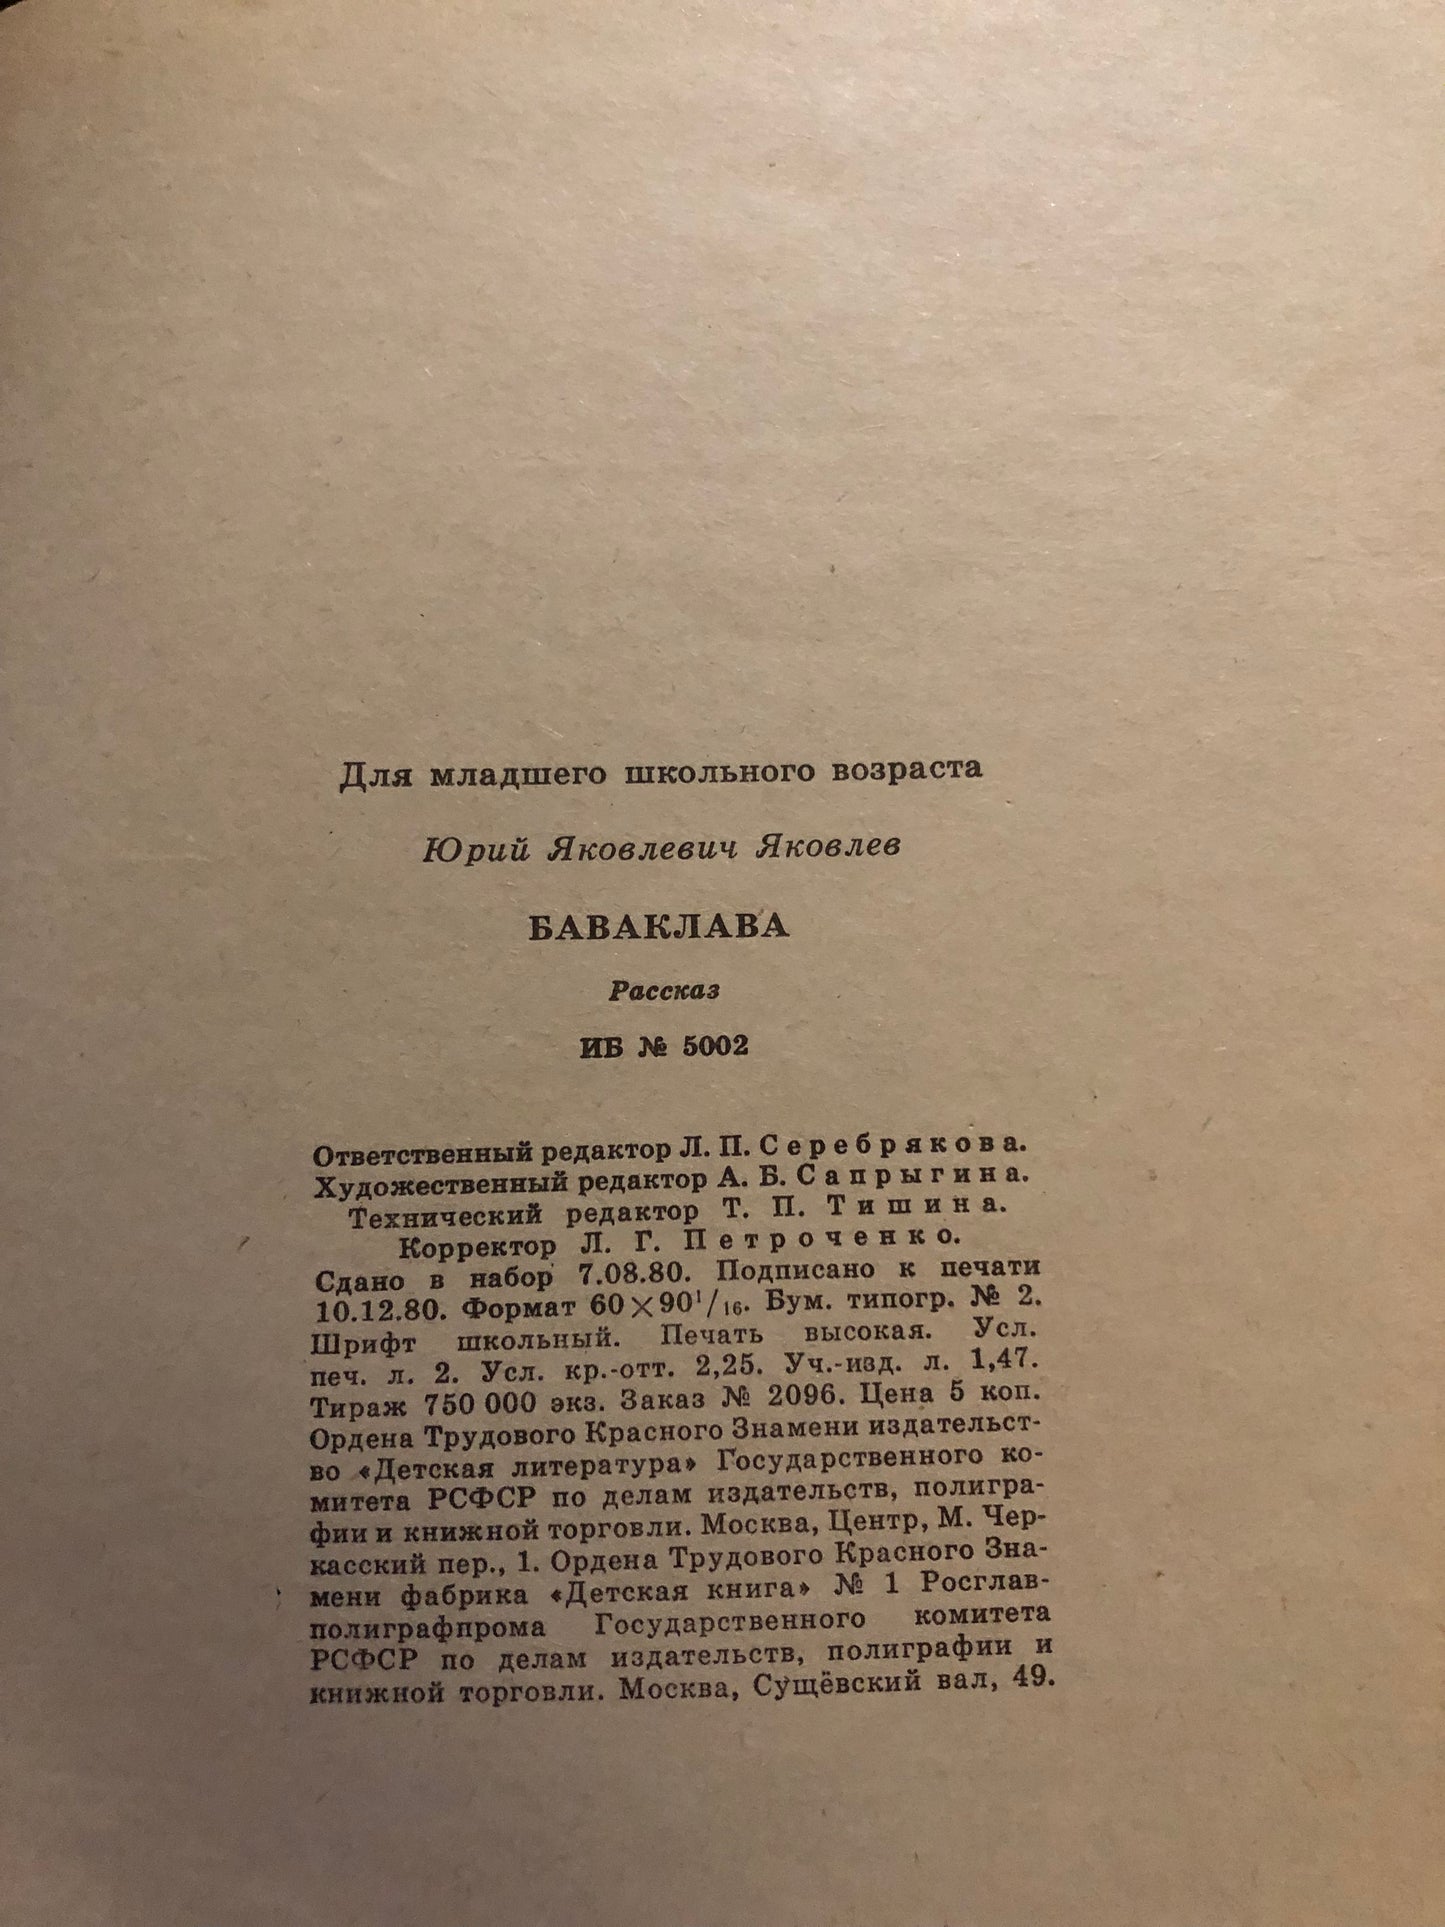 Для младшего школьного возраста
Юрий Яковлевич Яковлев
БАВАКЛАВА
Рассказ
ИБ № 5002
Ответственный редактор Л. П. Серебрякова.
Художественный редактор А. Б. Сапрыгина.
Технический редактор Т. П. Тишина.
Корректор Л. Г. Петроченко.
Сдано в набор 7.08.80. Подписано к печати
10.12.80. Формат 60×90¹/₁₆. Бум. типогр. № 2.
Шрифт школьный. Печать высокая. Усл.
печ. л. 2. Усл. кр.-отт. 2,25. Уч.-изд. л. 1,47.
Тираж 750 000 экз. Заказ № 2096. Цена 5 коп.
Ордена Трудового Красного Знамени издательст-
во «Детская литература» Государственного ко-
митета РСФСР по делам издательств, полигра-
фии и книжной торговли. Москва, Центр, М. Чер-
касский пер., 1. Ордена Трудового Красного Зна-
мени фабрика «Детская книга» № 1 Росглав-
полиграфпрома Государственного комитета
РСФСР по делам издательств, полиграфии и
книжной торговли. Москва, Сущёвский вал, 49.